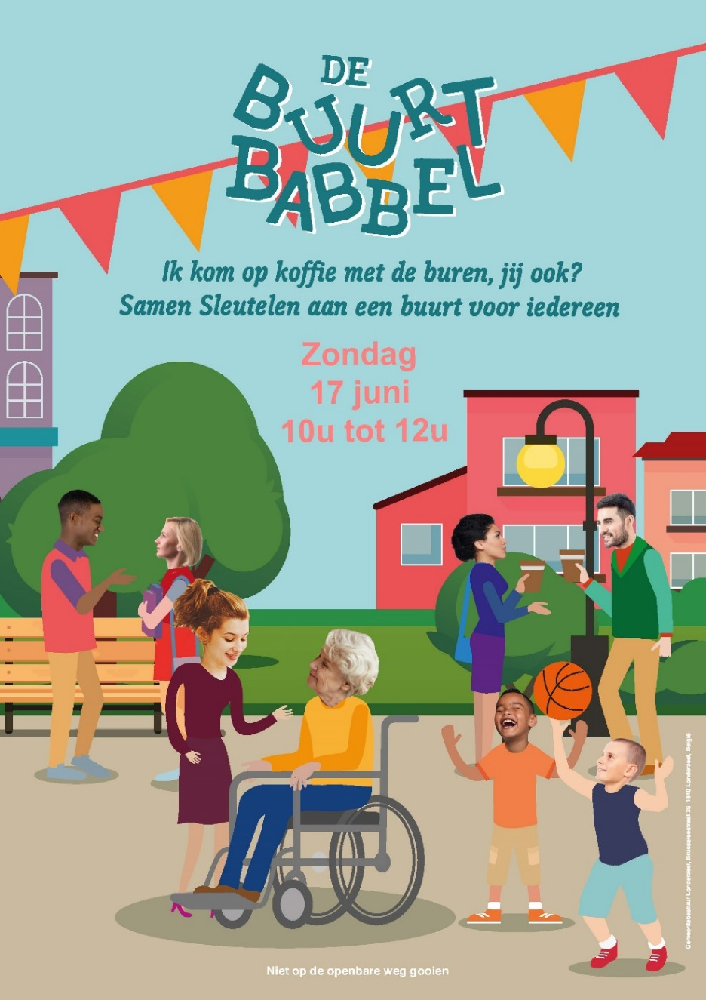 DE
BUURT
BABBEL
Ik kom op koffie met de buren, jij ook?
Samen Sleutelen aan een buurt voor iedereen
Zondag
17 juni
10u tot 12u
Gemeentebestuur Londerzeel, Brusselsestraat 25, 1840 Londerzeel, België
Niet op de openbare weg gooien